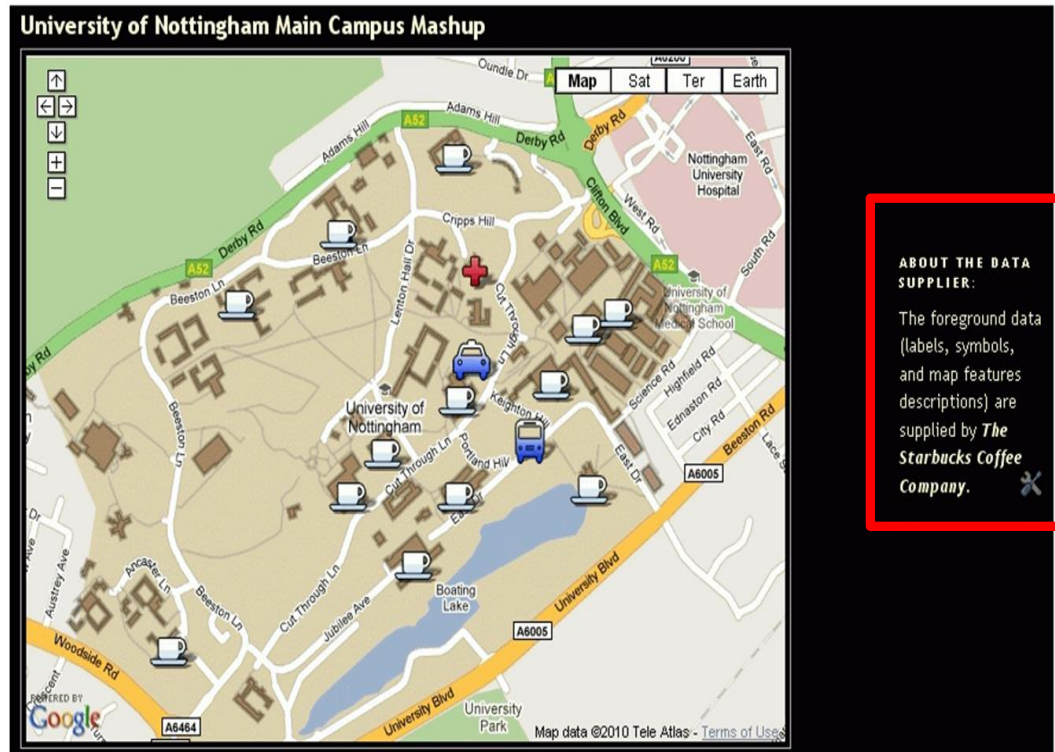 University of Nottingham Main Campus Mashup
Oundle Dr
Map
Sat
Ter
Earth
Adams Hill
A52
Adams Hill
Derby Rd
Derby Rd
East Rd
Nottingham
University
Hospital
Clifton Blvd
West Rd
South Rd
Cripps Hill
Derby Rd
Beeston Ln
A52
Lenton Hall Dr
A52
Beeston Ln
Cut Through Ln
University of
Nottingham
Medical School
ABOUT THE DATA
SUPPLIER:
The foreground data
(labels, symbols,
and map features
descriptions) are
supplied by The
Starbucks Coffee
Company.
Science Rd
Highfield Rd
Ednaston Rd
City Rd
Beeston Rd
Keighton Hill
University of
Nottingham
Beeston Ln
Portland Hill
Cut Through Ln
East Dr
East Dr
A6005
Dr
Austrey Ave
Ancaster Ln
Beeston Ln
Cut Through Ln
Jubilee Ave
Boating
Lake
University Blvd
A6005
Woodside Rd
Crescent
POWERED BY
Google
A6464
University Blvd
University
Park
Map data ©2010 Tele Atlas - Terms of Use